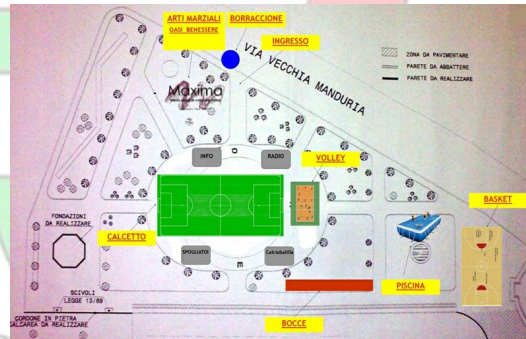 ARTI MARZIALI
OASI BENESSERE
BORRACCIONE
INGRESSO
VIA VECCHIA MANDURIA
ZONA DA PAVIMENTARE
PARETE DA ABBATTERE
PARETE DA REALIZZARE
Maxima
INFO
RADIO
VOLLEY
BASKET
FONDAZIONI
DA REALIZZARE
CALCETTO
SPOGLIATOI
Calciobalilla
PISCINA
SCIVOLI
LEGGE 13/89
BOCCE
CORDONE IN PIETRA
CALCAREA DA REALIZZARE